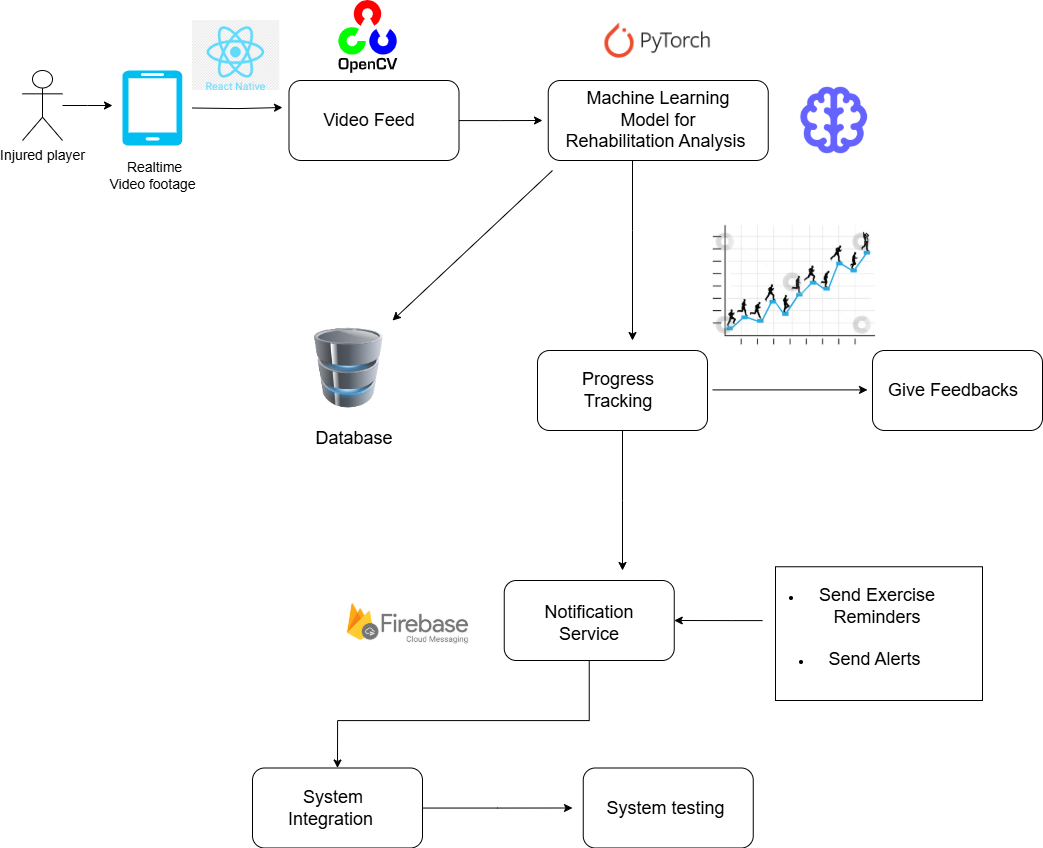 React Native
OpenCV
PyTorch
Injured player
Realtime
Video footage
Video Feed
Machine Learning
Model for
Rehabilitation Analysis
Database
Progress
Tracking
Give Feedbacks
Firebase
Cloud Messaging
Notification
Service
• Send Exercise
Reminders
• Send Alerts
System
Integration
System testing